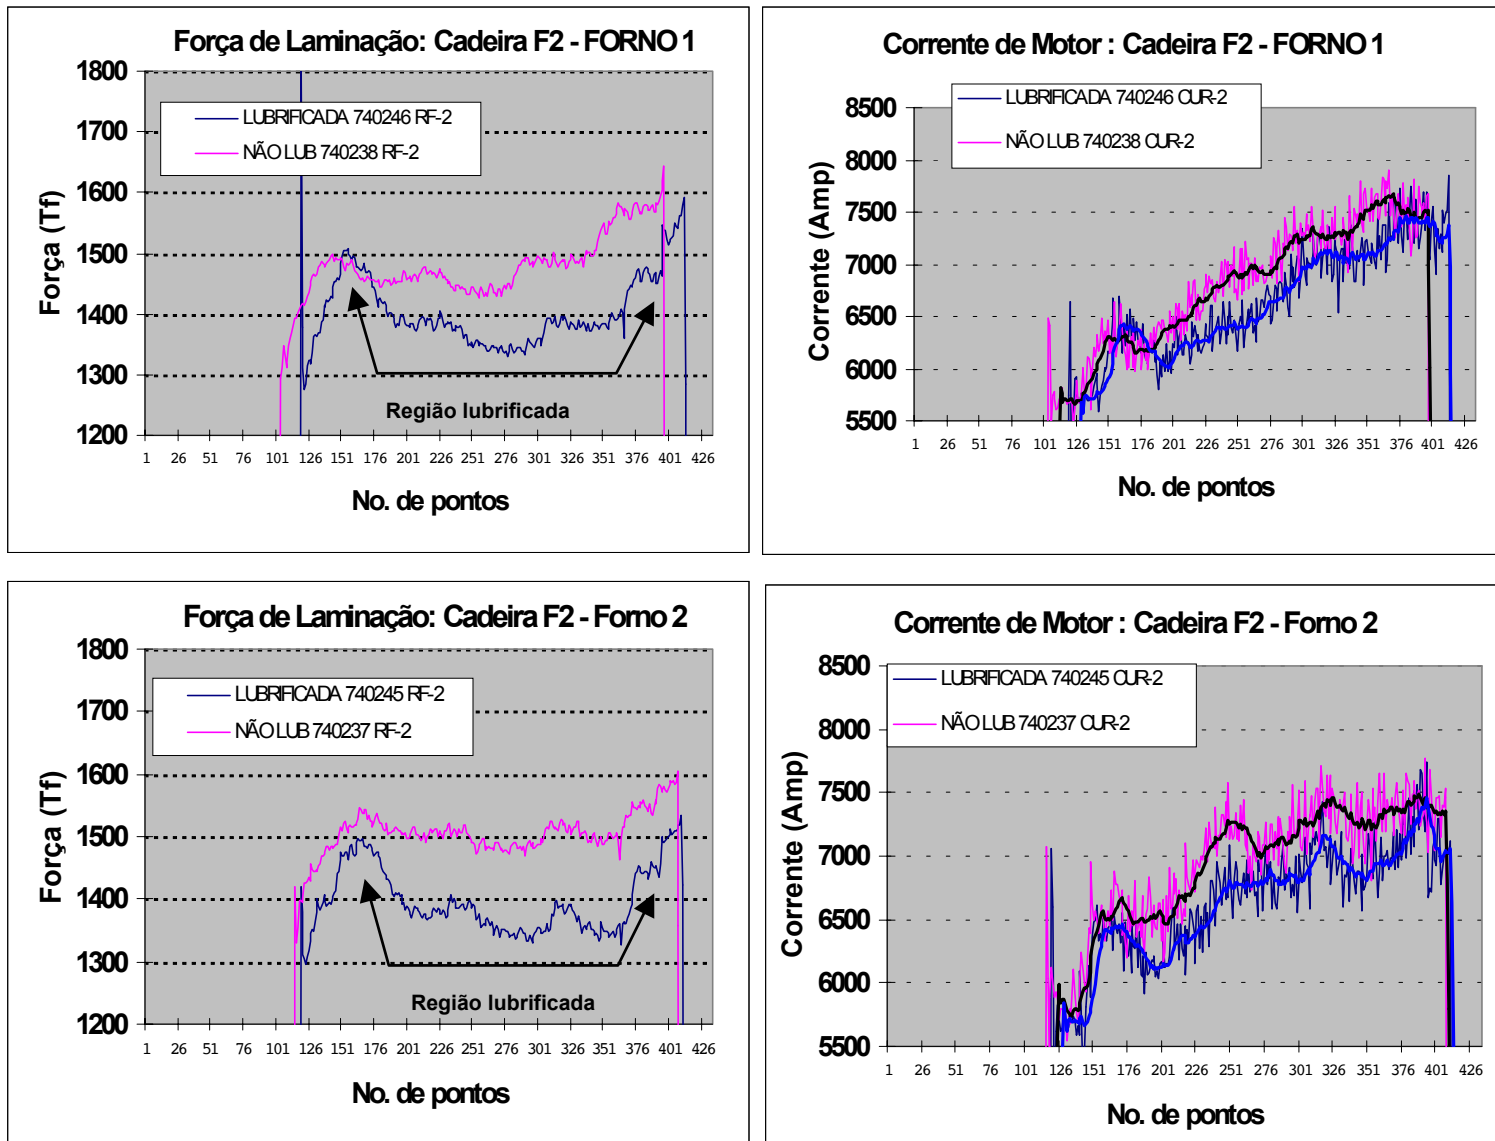 Força de Laminação: Cadeira F2 - FORNO 1
Força (Tf)
1800
1700
1600
1500
1400
1300
1200
LUBRIFICADA 740246 RF-2
NÃO LUB 740238 RF-2
Região lubrificada
1 26 51 76 101 126 151 176 201 226 251 276 301 326 351 376 401 426
No. de pontos
Corrente de Motor : Cadeira F2 - FORNO 1
Corrente (Amp)
8500
8000
7500
7000
6500
6000
5500
LUBRIFICADA 740246 CUR-2
NÃO LUB 740238 CUR-2
1 26 51 76 101 126 151 176 201 226 251 276 301 326 351 376 401 426
No. de pontos
Força de Laminação: Cadeira F2 - Forno 2
Força (Tf)
1800
1700
1600
1500
1400
1300
1200
LUBRIFICADA 740245 RF-2
NÃO LUB 740237 RF-2
Região lubrificada
1 26 51 76 101 126 151 176 201 226 251 276 301 326 351 376 401 426
No. de pontos
Corrente de Motor : Cadeira F2 - Forno 2
Corrente (Amp)
8500
8000
7500
7000
6500
6000
5500
LUBRIFICADA 740245 CUR-2
NÃO LUB 740237 CUR-2
1 26 51 76 101 126 151 176 201 226 251 276 301 326 351 376 401 426
No. de pontos